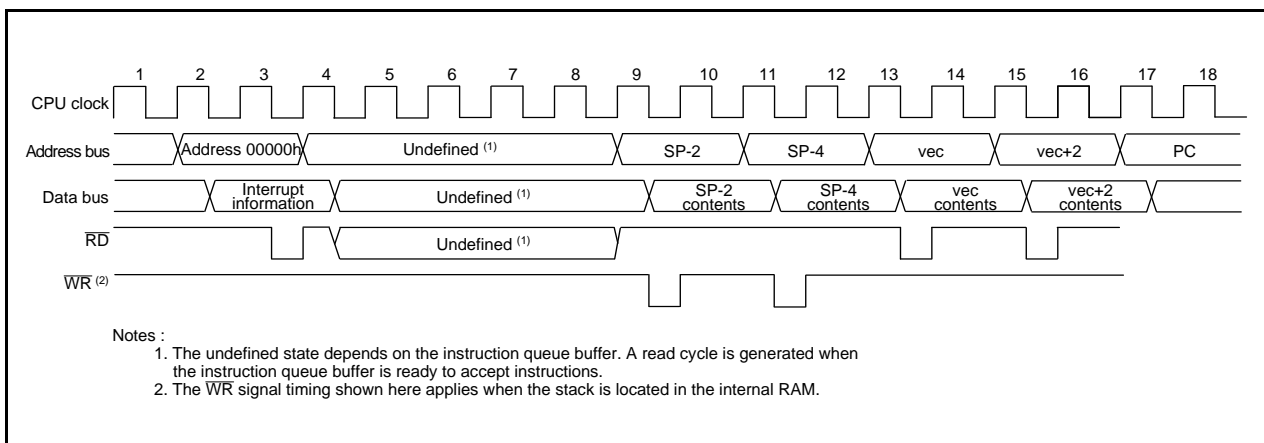 1 2 3 4 5 6 7 8 9 10 11 12 13 14 15 16 17 18
CPU clock
Address bus Address 00000h Undefined (1) SP-2 SP-4 vec vec+2 PC
Data bus Interrupt information Undefined (1) SP-2 contents SP-4 contents vec contents vec+2 contents
RD Undefined (1)
WR (2)
Notes :
1. The undefined state depends on the instruction queue buffer. A read cycle is generated when
the instruction queue buffer is ready to accept instructions.
2. The WR signal timing shown here applies when the stack is located in the internal RAM.